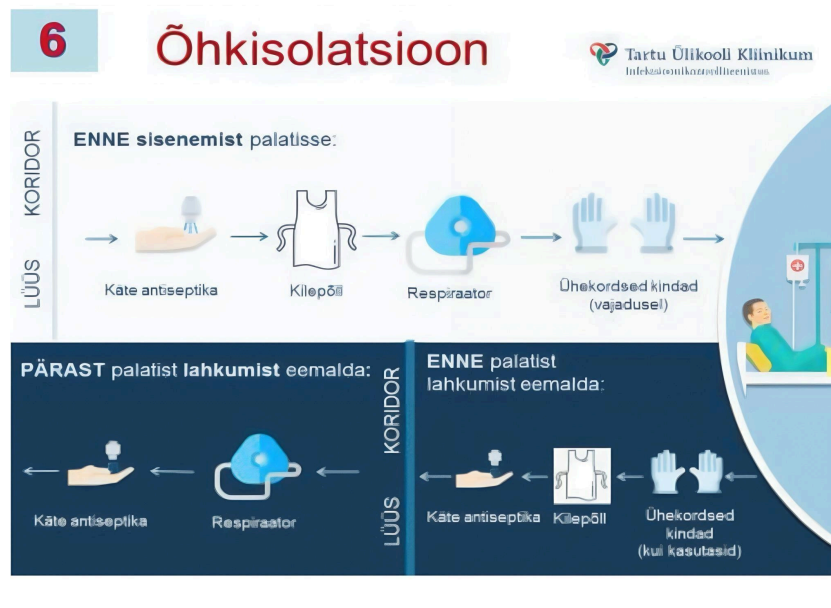 6
Õhkisolatsioon
Tartu Ülikooli Kliinikum
Infektsioonikontrolliteenistus
KORIDOR
LÜÜS
ENNE sisenemist palatisse:
Käte antiseptika
Kilepõll
Respiraator
Ühekordsed kindad
(vajadusel)
PÄRAST palatist lahkumist eemalda:
Käte antiseptika
Respiraator
KORIDOR
LÜÜS
ENNE palatist
lahkumist eemalda:
Käte antiseptika
Kilepõll
Ühekordsed
kindad
(kui kasutasid)